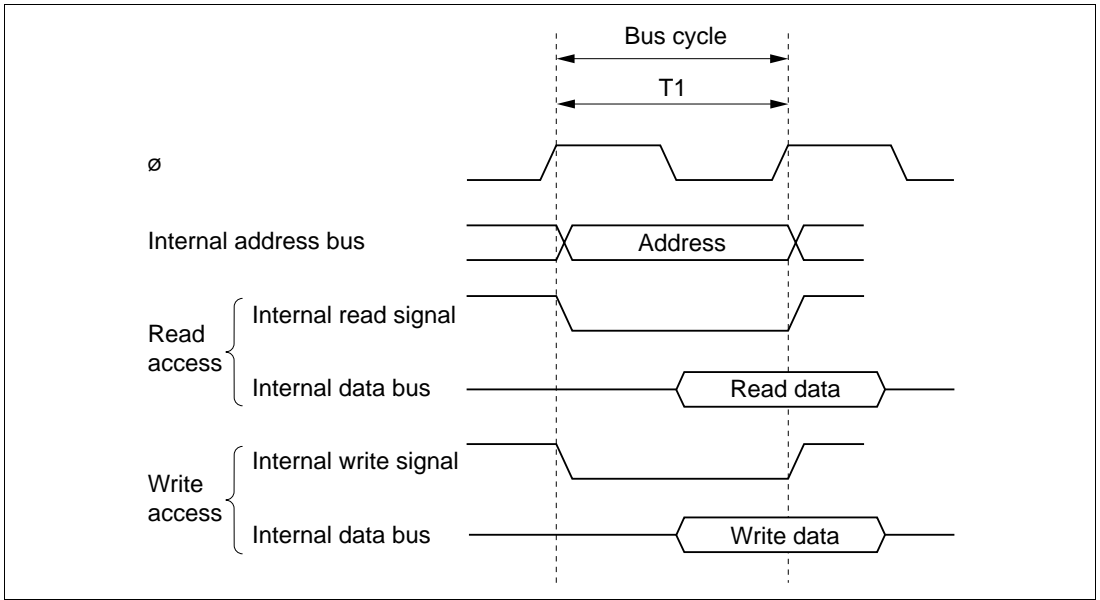 Bus cycle
T1
ø
Internal address bus
Address
Read
access
Internal read signal
Internal data bus
Read data
Write
access
Internal write signal
Internal data bus
Write data